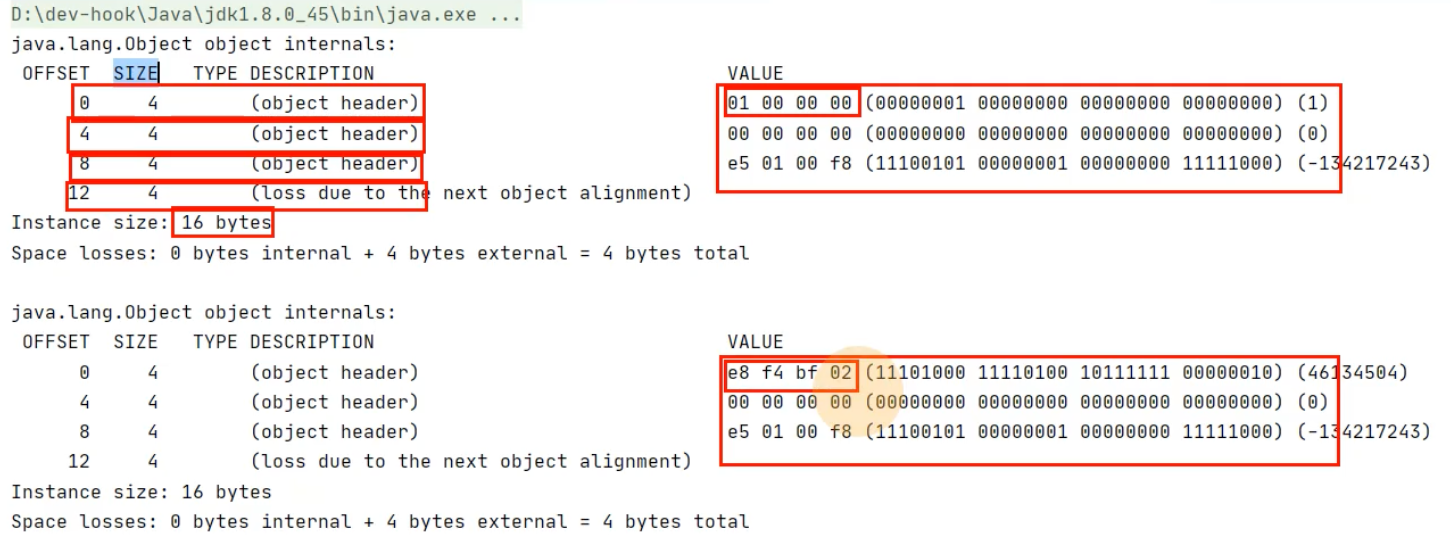 D:\dev-hook\Java\jdk1.8.0_45\bin\java.exe ...
java.lang.Object object internals:
OFFSET SIZE TYPE DESCRIPTION VALUE
0 4 (object header) 01 00 00 00 (00000001 00000000 00000000 00000000) (1)
4 4 (object header) 00 00 00 00 (00000000 00000000 00000000 00000000) (0)
8 4 (object header) e5 01 00 f8 (11100101 00000001 00000000 11111000) (-134217243)
12 4 (loss due to the next object alignment)
Instance size: 16 bytes
Space losses: 0 bytes internal + 4 bytes external = 4 bytes total
java.lang.Object object internals:
OFFSET SIZE TYPE DESCRIPTION VALUE
0 4 (object header) e8 f4 bf 02 (11101000 11110100 10111111 00000010) (46134504)
4 4 (object header) 00 00 00 00 (00000000 00000000 00000000 00000000) (0)
8 4 (object header) e5 01 00 f8 (11100101 00000001 00000000 11111000) (-134217243)
12 4 (loss due to the next object alignment)
Instance size: 16 bytes
Space losses: 0 bytes internal + 4 bytes external = 4 bytes total